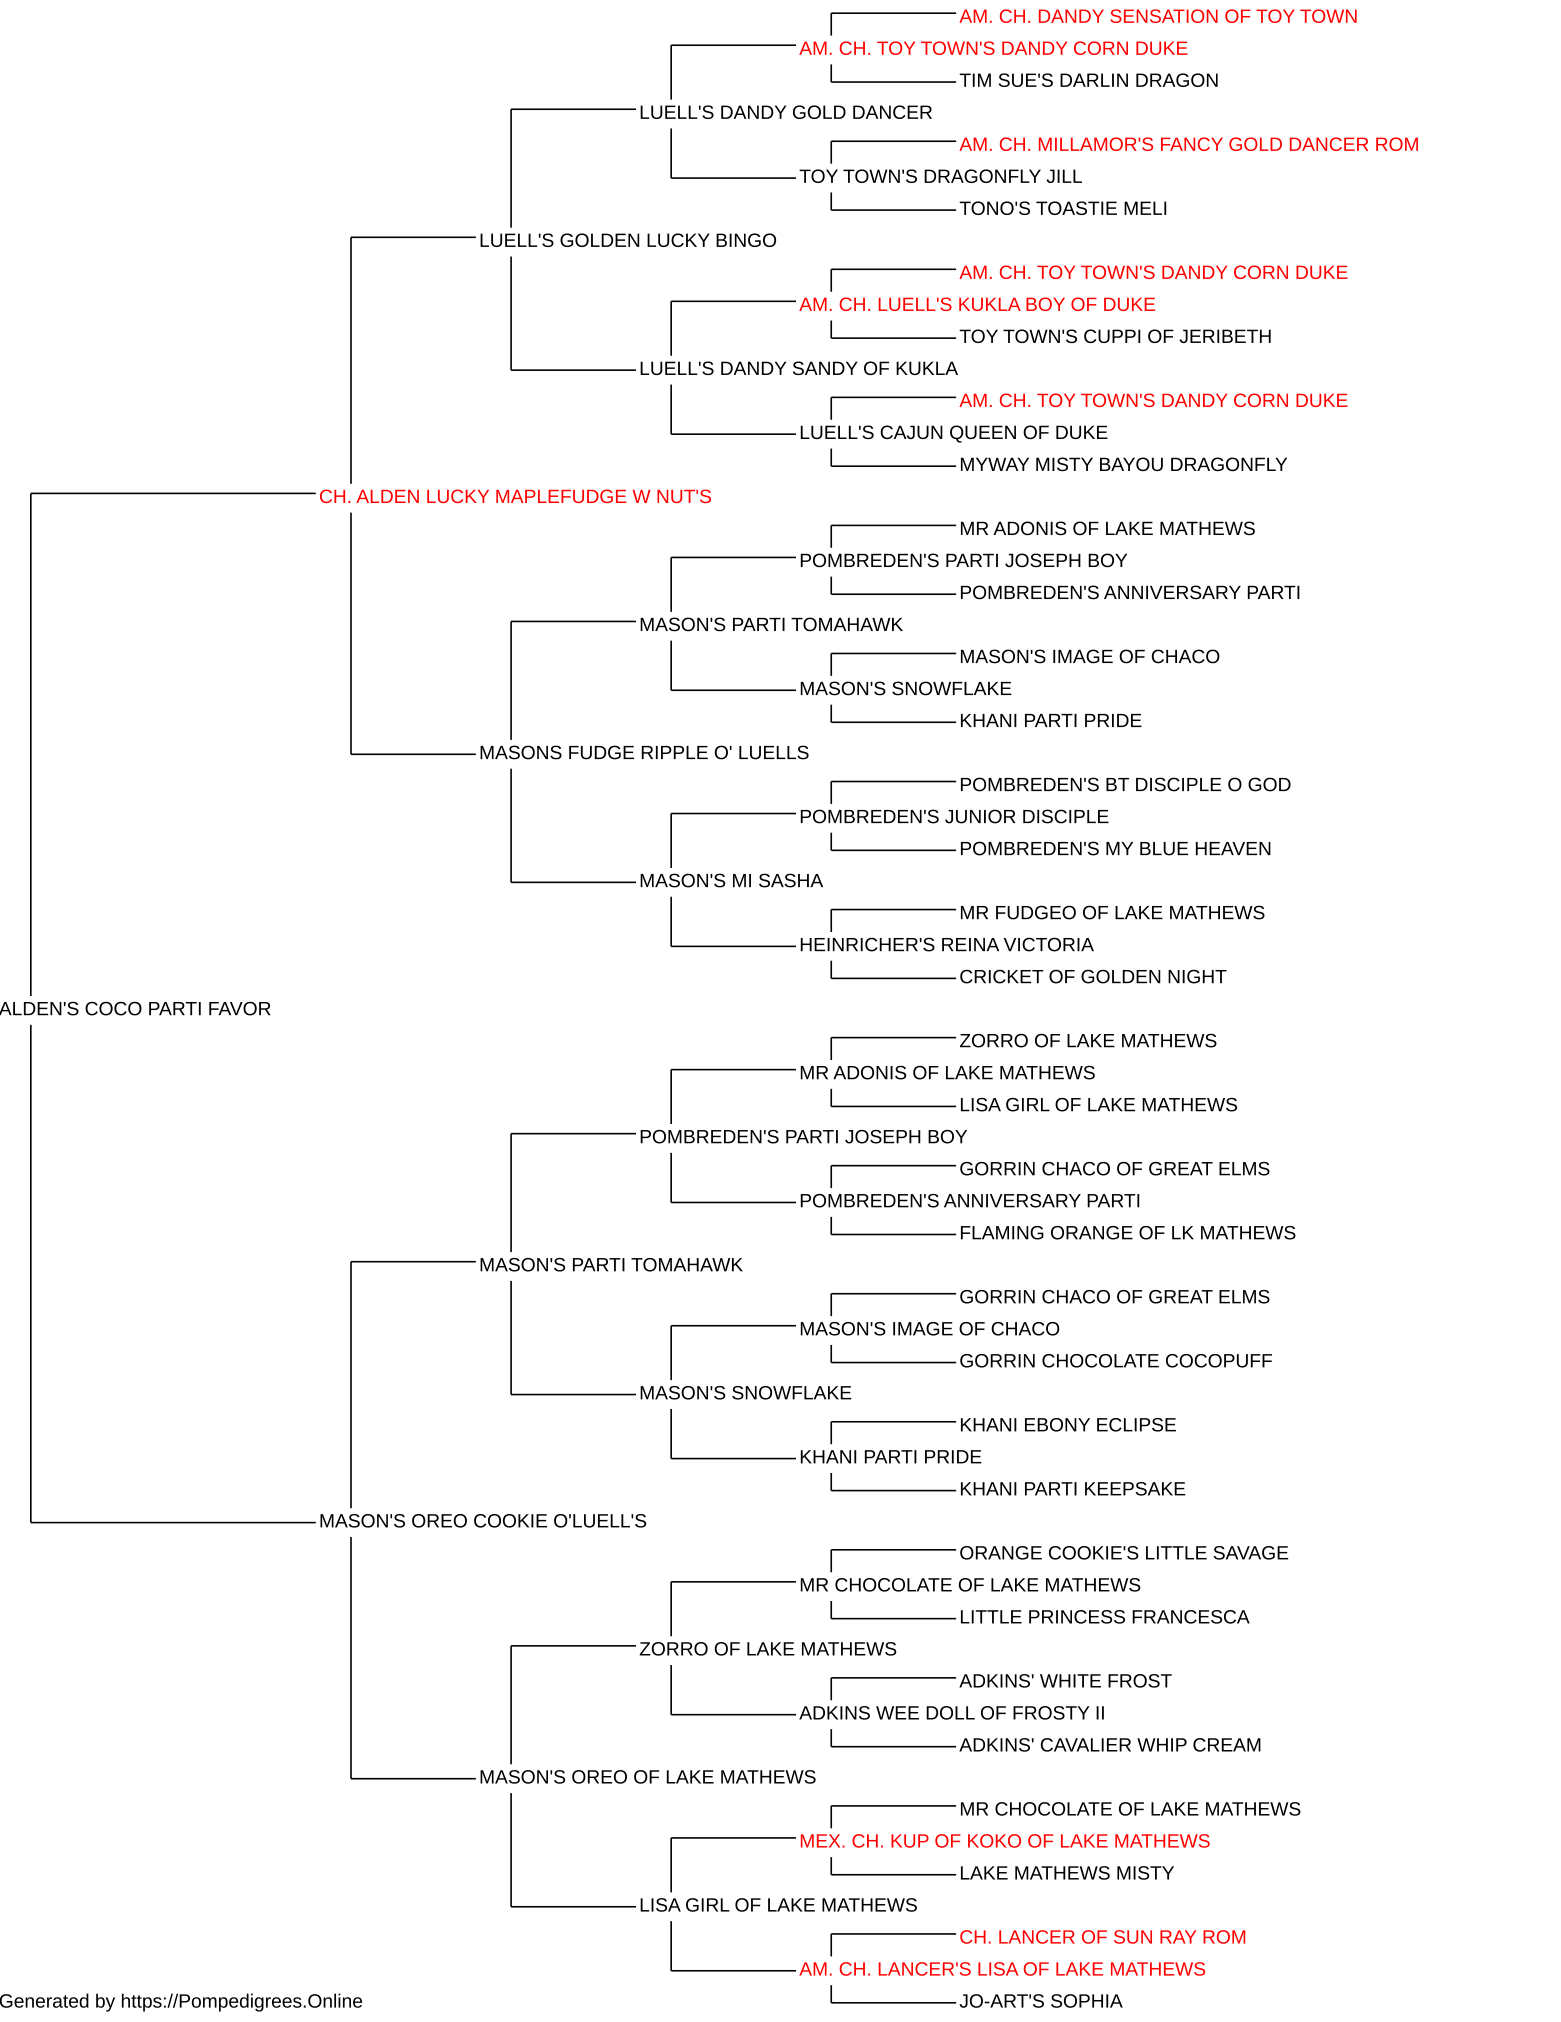 AM. CH. DANDY SENSATION OF TOY TOWN
AM. CH. TOY TOWN'S DANDY CORN DUKE
TIM SUE'S DARLIN DRAGON
LUELL'S DANDY GOLD DANCER
AM. CH. MILLAMOR'S FANCY GOLD DANCER ROM
TOY TOWN'S DRAGONFLY JILL
TONO'S TOASTIE MELI
LUELL'S GOLDEN LUCKY BINGO
AM. CH. TOY TOWN'S DANDY CORN DUKE
AM. CH. LUELL'S KUKLA BOY OF DUKE
TOY TOWN'S CUPPI OF JERIBETH
LUELL'S DANDY SANDY OF KUKLA
AM. CH. TOY TOWN'S DANDY CORN DUKE
LUELL'S CAJUN QUEEN OF DUKE
MYWAY MISTY BAYOU DRAGONFLY
CH. ALDEN LUCKY MAPLEFUDGE W NUT'S
MR ADONIS OF LAKE MATHEWS
POMBREDEN'S PARTI JOSEPH BOY
POMBREDEN'S ANNIVERSARY PARTI
MASON'S PARTI TOMAHAWK
MASON'S IMAGE OF CHACO
MASON'S SNOWFLAKE
KHANI PARTI PRIDE
MASONS FUDGE RIPPLE O' LUELLS
POMBREDEN'S BT DISCIPLE O GOD
POMBREDEN'S JUNIOR DISCIPLE
POMBREDEN'S MY BLUE HEAVEN
MASON'S MI SASHA
MR FUDGEO OF LAKE MATHEWS
HEINRICHER'S REINA VICTORIA
CRICKET OF GOLDEN NIGHT
ALDEN'S COCO PARTI FAVOR
ZORRO OF LAKE MATHEWS
MR ADONIS OF LAKE MATHEWS
LISA GIRL OF LAKE MATHEWS
POMBREDEN'S PARTI JOSEPH BOY
GORRIN CHACO OF GREAT ELMS
POMBREDEN'S ANNIVERSARY PARTI
FLAMING ORANGE OF LK MATHEWS
MASON'S PARTI TOMAHAWK
GORRIN CHACO OF GREAT ELMS
MASON'S IMAGE OF CHACO
GORRIN CHOCOLATE COCOPUFF
MASON'S SNOWFLAKE
KHANI EBONY ECLIPSE
KHANI PARTI PRIDE
KHANI PARTI KEEPSAKE
MASON'S OREO COOKIE O'LUELL'S
ORANGE COOKIE'S LITTLE SAVAGE
MR CHOCOLATE OF LAKE MATHEWS
LITTLE PRINCESS FRANCESCA
ZORRO OF LAKE MATHEWS
ADKINS' WHITE FROST
ADKINS WEE DOLL OF FROSTY II
ADKINS' CAVALIER WHIP CREAM
MASON'S OREO OF LAKE MATHEWS
MR CHOCOLATE OF LAKE MATHEWS
MEX. CH. KUP OF KOKO OF LAKE MATHEWS
LAKE MATHEWS MISTY
LISA GIRL OF LAKE MATHEWS
CH. LANCER OF SUN RAY ROM
AM. CH. LANCER'S LISA OF LAKE MATHEWS
JO-ART'S SOPHIA
Generated by https://Pompedigrees.Online